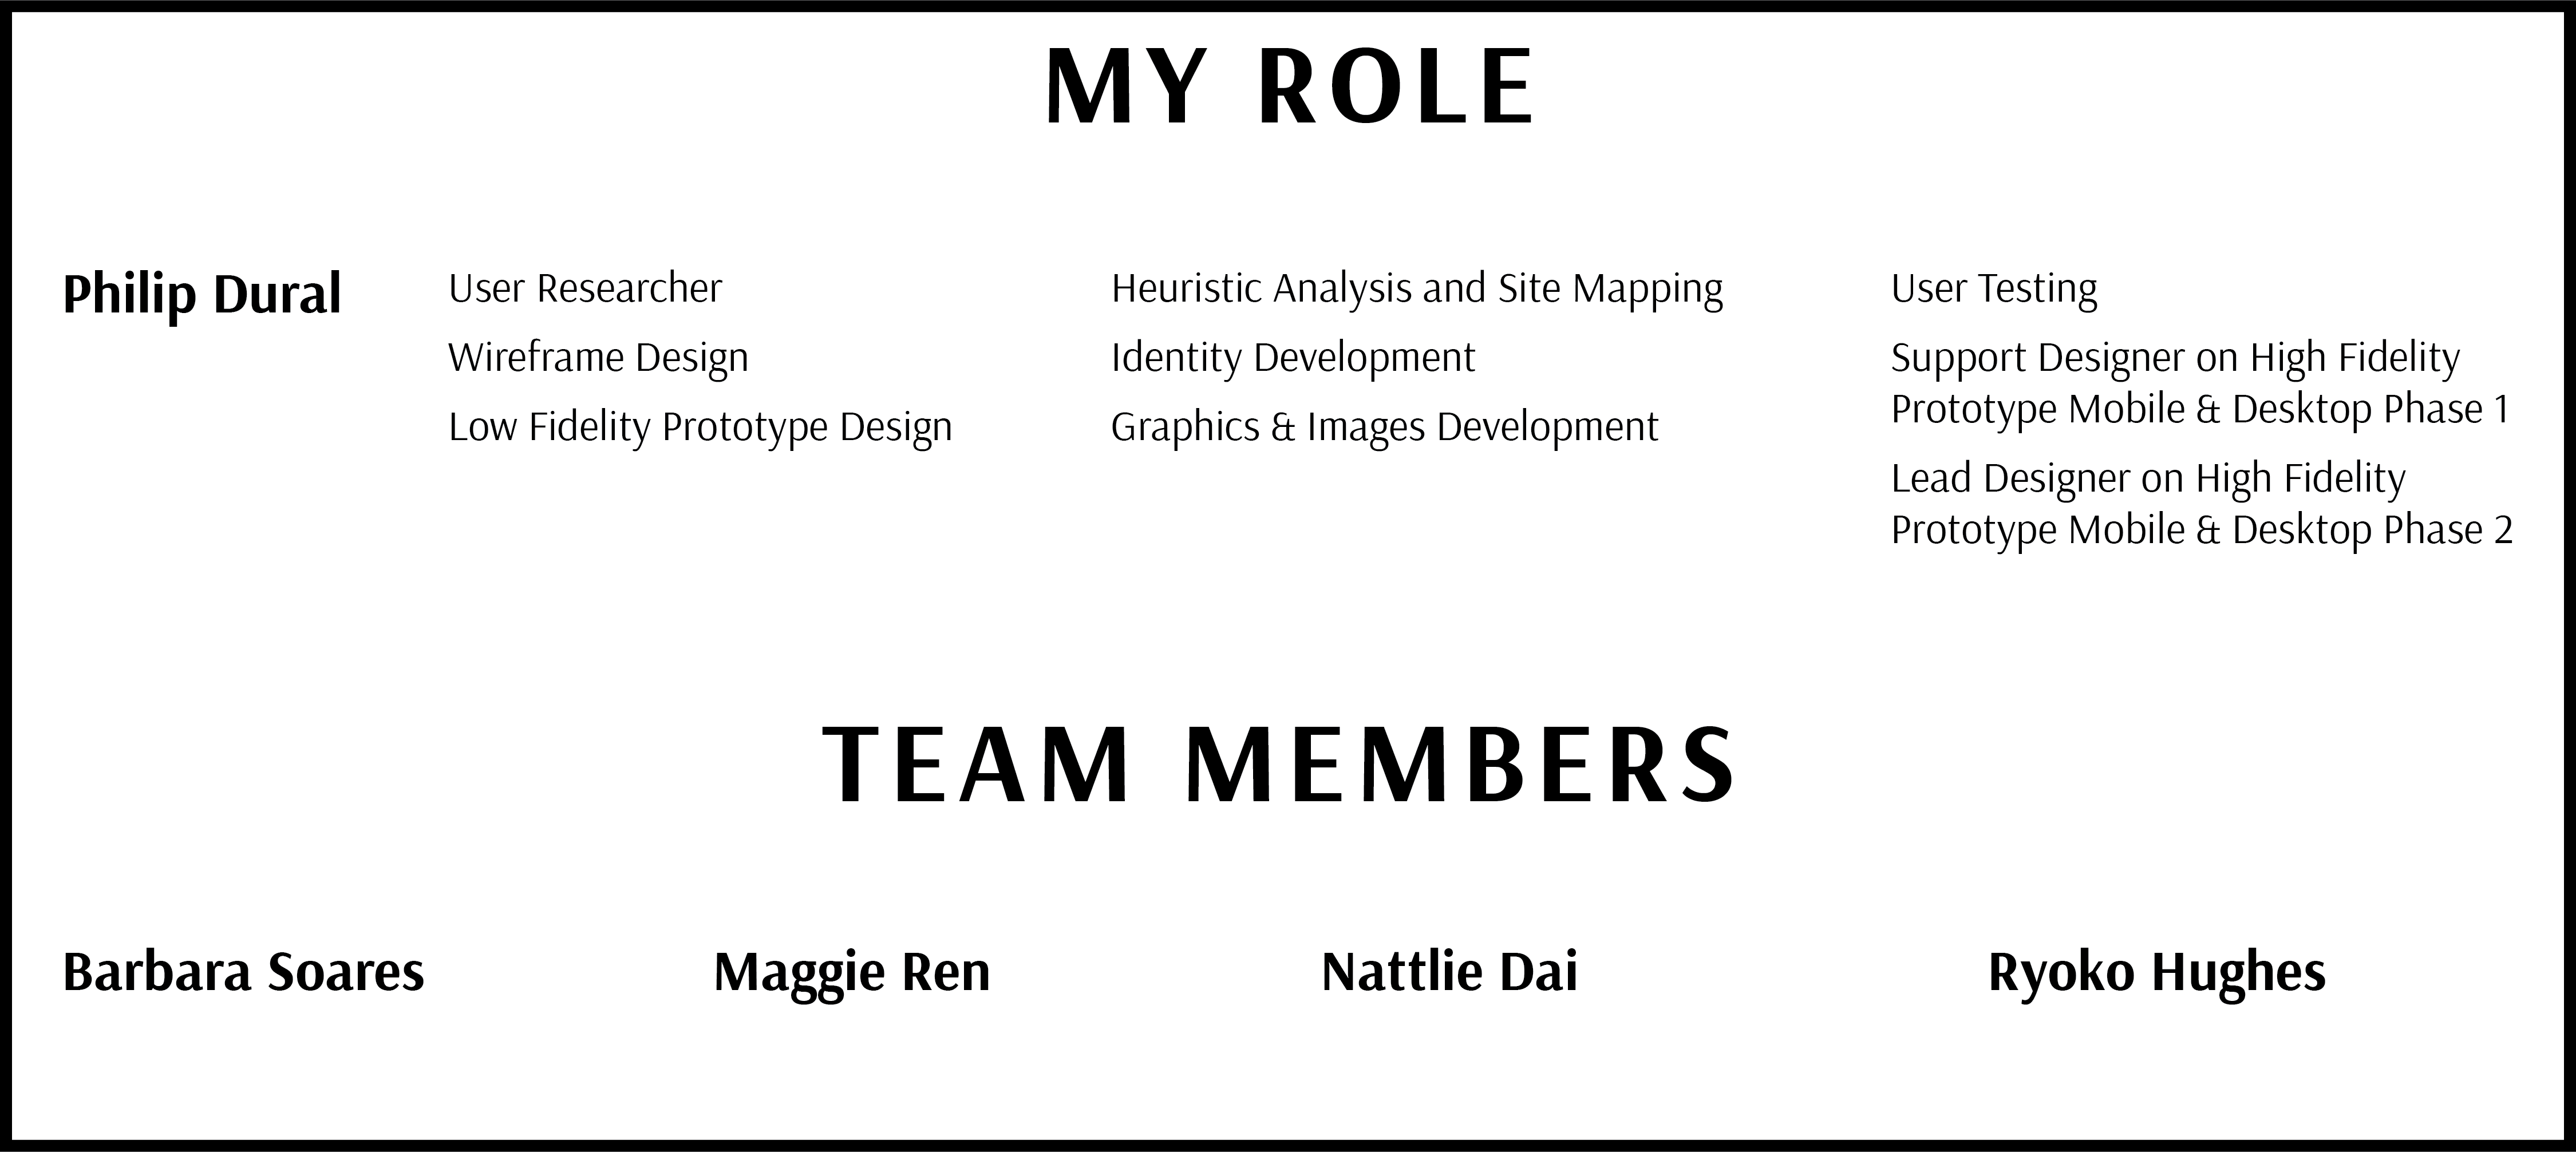 MY ROLE
Philip Dural
User Researcher
Wireframe Design
Low Fidelity Prototype Design
Heuristic Analysis and Site Mapping
Identity Development
Graphics & Images Development
User Testing
Support Designer on High Fidelity
Prototype Mobile & Desktop Phase 1
Lead Designer on High Fidelity
Prototype Mobile & Desktop Phase 2
TEAM MEMBERS
Barbara Soares
Maggie Ren
Nattlie Dai
Ryoko Hughes